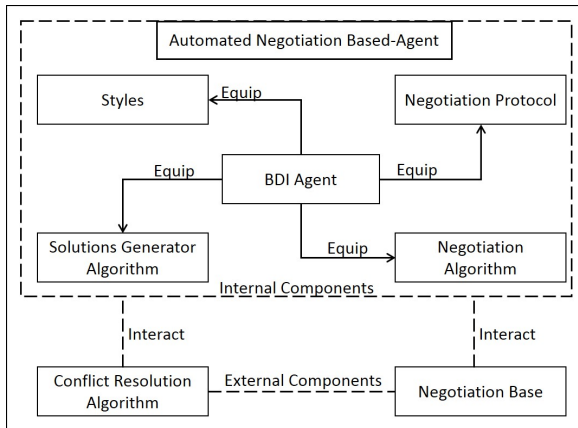 Automated Negotiation Based-Agent
Styles
Equip
Negotiation Protocol
Equip
BDI Agent
Equip
Solutions Generator
Algorithm
Equip
Negotiation
Algorithm
Internal Components
Interact
Interact
Conflict Resolution
Algorithm
External Components
Negotiation Base